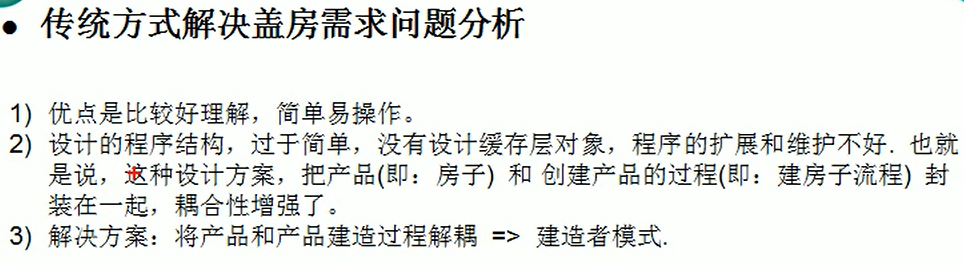 ● 传统方式解决盖房需求问题分析
1) 优点是比较好理解，简单易操作。
2) 设计的程序结构，过于简单，没有设计缓存层对象，程序的扩展和维护不好. 也就
是说，这种设计方案，把产品(即：房子) 和 创建产品的过程(即：建房子流程) 封
装在一起，耦合性增强了。
3) 解决方案：将产品和产品建造过程解耦 => 建造者模式.